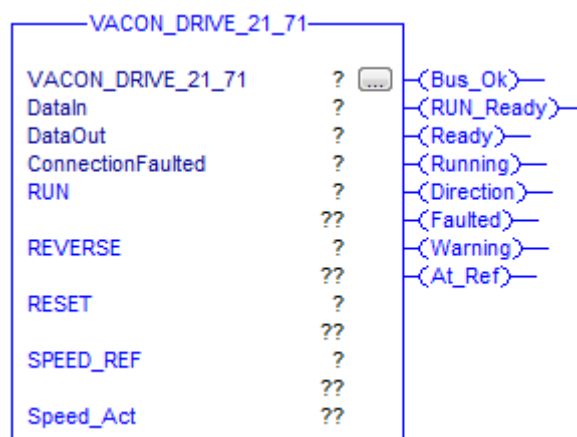 VACON_DRIVE_21_71
VACON_DRIVE_21_71 ? ... Bus_Ok
DataIn ? RUN_Ready
DataOut ? Ready
ConnectionFaulted ? Running
RUN ? Direction
?? Faulted
REVERSE ? Warning
?? At_Ref
RESET ?
??
SPEED_REF ?
??
Speed_Act ??